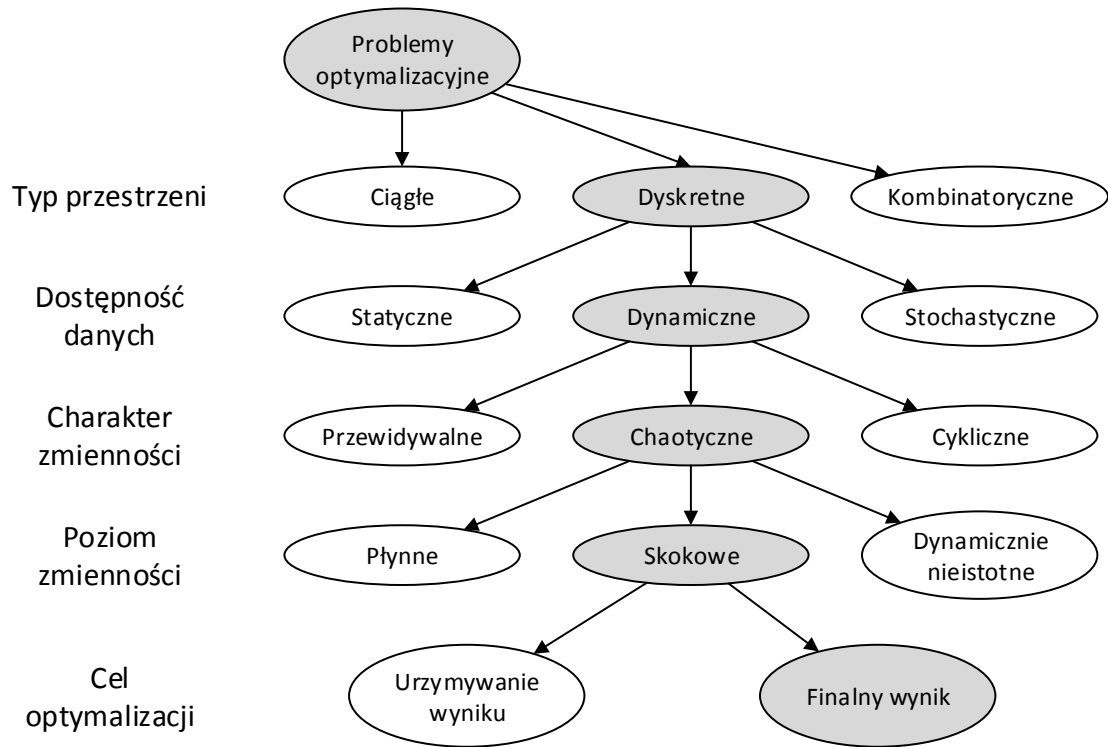 Problemy
optymalizacyjne
Typ przestrzeni
Ciągłe
Dyskretne
Kombinatoryczne
Dostępność
danych
Statyczne
Dynamiczne
Stochastyczne
Charakter
zmienności
Przewidywalne
Chaotyczne
Cykliczne
Poziom
zmienności
Płynne
Skokowe
Dynamicznie
nieistotne
Cel
optymalizacji
Urzymywanie
wyniku
Finalny wynik